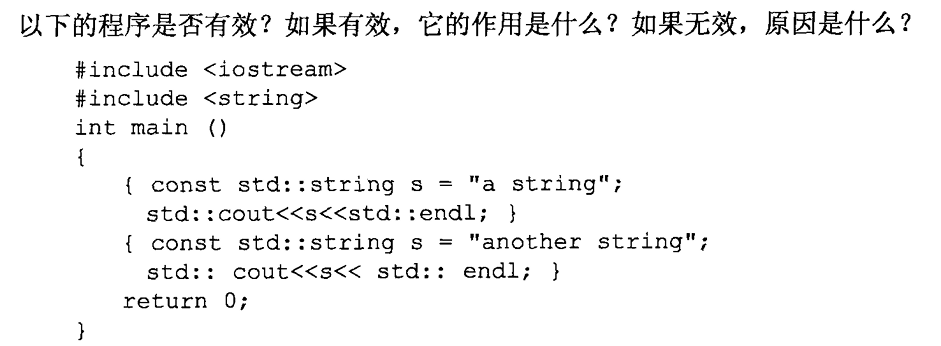 以下的程序是否有效？如果有效，它的作用是什么？如果无效，原因是什么？
#include <iostream>
#include <string>
int main ()
{
{ const std::string s = "a string";
std::cout<<s<<std::endl; }
{ const std::string s = "another string";
std:: cout<<s<< std:: endl; }
return 0;
}